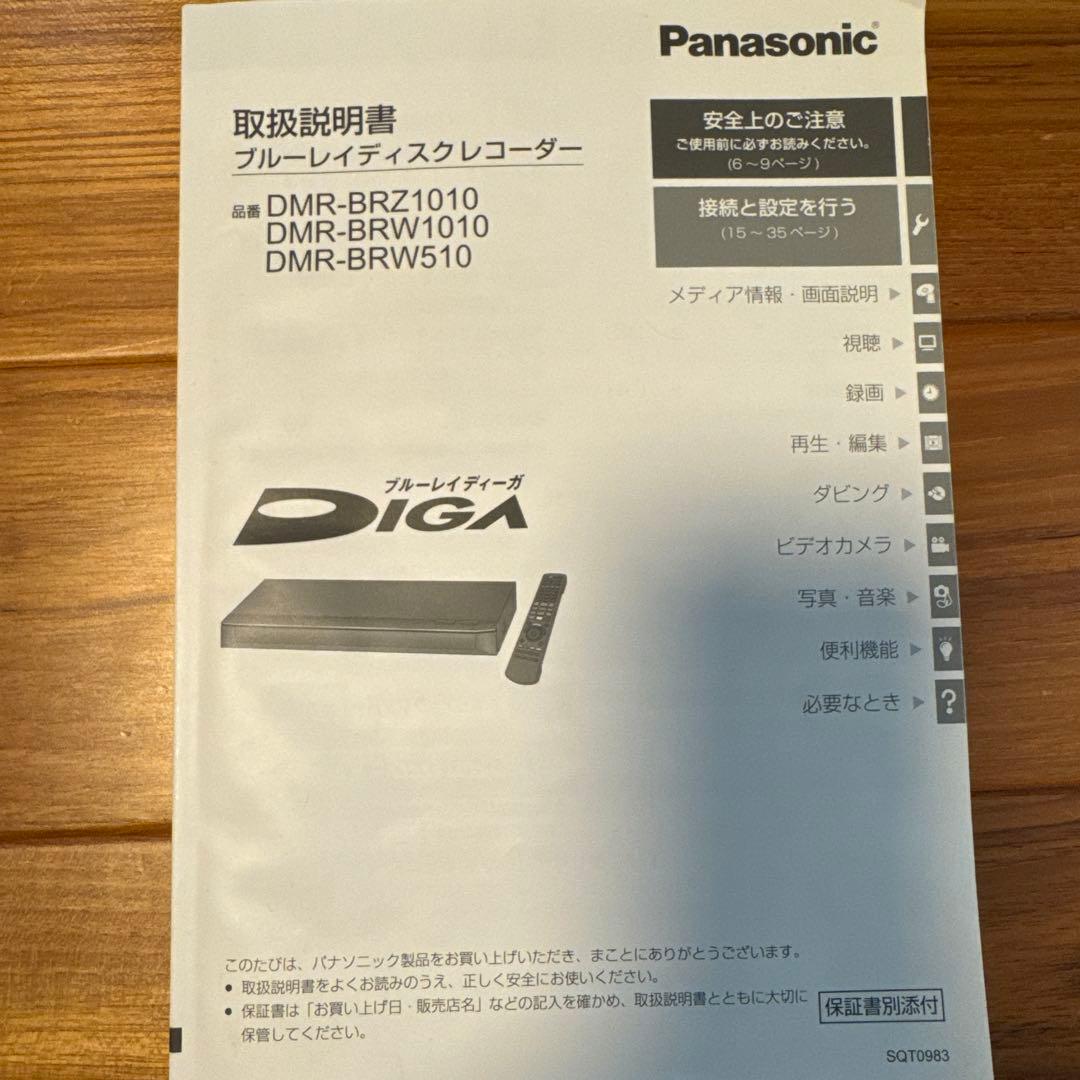 Panasonic®
取扱説明書
ブルーレイディスクレコーダー
品番 DMR-BRZ1010
DMR-BRW1010
DMR-BRW510
安全上のご注意
ご使用前に必ずお読みください。
(6～9ページ)
接続と設定を行う
(15～35ページ)
メディア情報・画面説明 ▶
視聴 ▶
録画 ▶
再生・編集 ▶
ダビング ▶
ビデオカメラ ▶
写真・音楽 ▶
便利機能 ▶
必要なとき ▶ ?
ブルーレイディーガ
DIGA
このたびは、パナソニック製品をお買い上げいただき、まことにありがとうございます。
● 取扱説明書をよくお読みのうえ、正しく安全にお使いください。
● 保証書は「お買い上げ日・販売店名」などの記入を確かめ、取扱説明書とともに大切に
保管してください。
保証書別添付
SQT0983